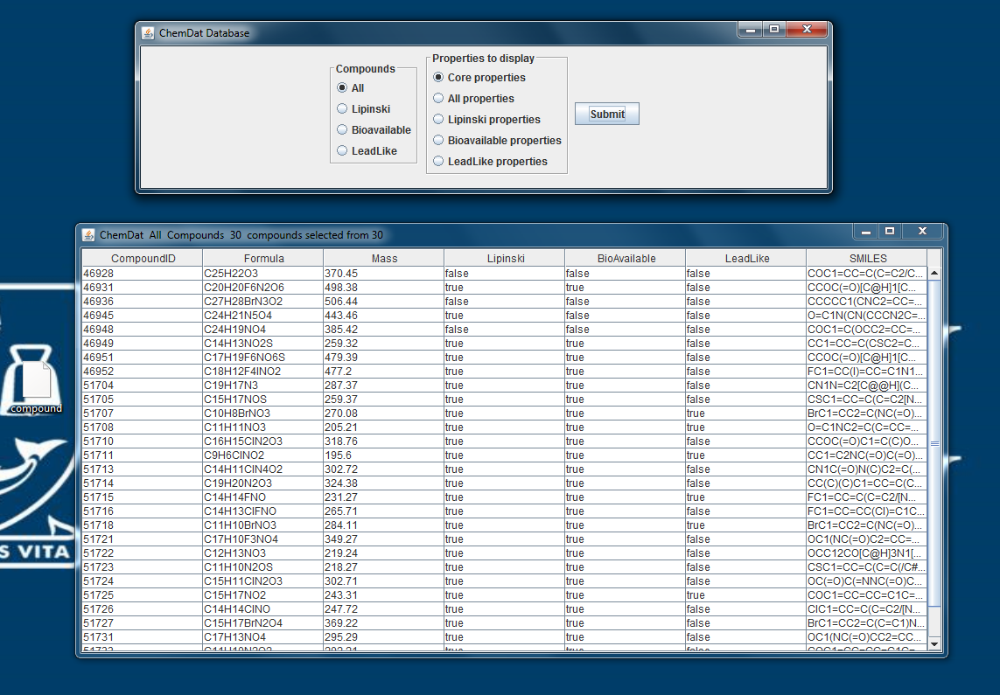 ChemDat Database
Compounds
All
Lipinski
Bioavailable
LeadLike
Properties to display
Core properties
All properties
Lipinski properties
Bioavailable properties
LeadLike properties
Submit
ChemDat All Compounds 30 compounds selected from 30
CompoundID Formula Mass Lipinski BioAvailable LeadLike SMILES
46928 C25H22O3 370.45 false false false COC1=CC=C(C=C2/C...
46931 C20H20F6N2O6 498.38 true true false CCOC(=O)[C@H]1[C...
46936 C27H28BrN3O2 506.44 false false false CCCCC1(CNC2=CC=...
46945 C24H21N5O4 443.46 true false false O=C1N(CN(CCCN2C=...
46948 C24H19NO4 385.42 false false false COC1=C(OCC2=CC=...
46949 C14H13NO2S 259.32 true true false CC1=CC=C(CSC2=C...
46951 C17H19F6NO6S 479.39 true true false CCOC(=O)[C@H]1[C...
46952 C18H12F4INO2 477.2 true true false FC1=CC(I)=CC=C1N1...
51704 C19H17N3 287.37 true true false CN1N=C2[C@@H](C...
51705 C15H17NOS 259.37 true true false CSC1=CC=C(C=C2[N...
51707 C10H8BrNO3 270.08 true true true BrC1=CC2=C(NC(=O)...
51708 C11H11NO3 205.21 true true true O=C1NC2=C(C=CC=...
51710 C16H15ClN2O3 318.76 true true false CCOC(=O)C1=C(C)O...
51711 C9H6ClNO2 195.6 true true true CC1=C2NC(=O)C(=O)...
51713 C14H11ClN4O2 302.72 true true false CN1C(=O)N(C)C2=C(...
51714 C19H20N2O3 324.38 true true false CC(C)(C)C1=CC=C(C...
51715 C14H14FNO 231.27 true true true FC1=CC=C(C=C2/[N...
51716 C14H13ClFNO 265.71 true true false FC1=CC=CC(Cl)=C1C...
51718 C11H10BrNO3 284.11 true true true BrC1=CC2=C(NC(=O)...
51721 C17H10F3NO4 349.27 true true false OC1(NC(=O)C2=CC=...
51722 C12H13NO3 219.24 true true true OCC12CO[C@H]3N1[...
51723 C11H10N2OS 218.27 true true false CSC1=CC=C(C=C(/C#...
51724 C15H11ClN2O3 302.71 true true false OC(=O)C(=NNC(=O)C...
51725 C15H17NO2 243.31 true true true COC1=CC=CC=C1C=...
51726 C14H14ClNO 247.72 true true false ClC1=CC=C(C=C2/[N...
51727 C15H17BrN2O4 369.22 true true false BrC1=CC2=C(C=C1)N...
51731 C17H13NO4 295.29 true true false OC1(NC(=O)CC2=CC...
true true false
compound
S VITA